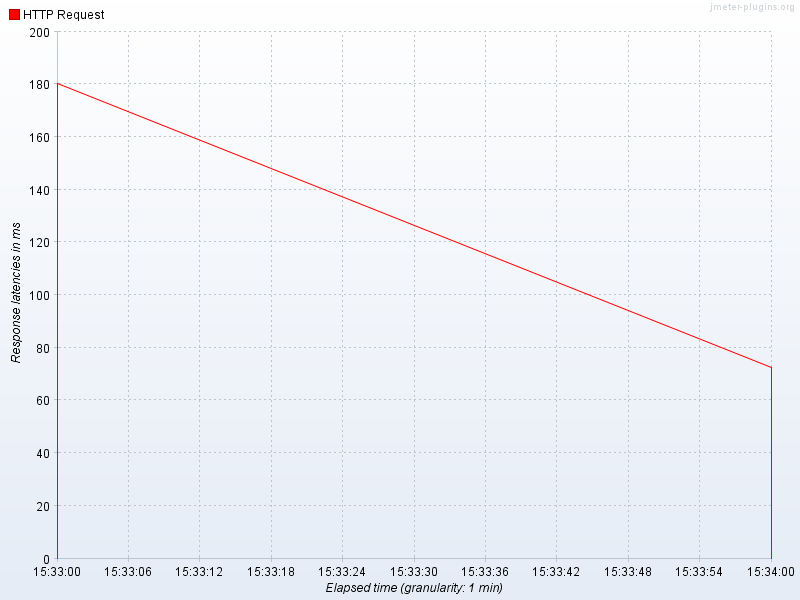 jmeter-plugins.org
HTTP Request
200
180
160
140
120
100
80
60
40
20
0
Response latencies in ms
15:33:00 15:33:06 15:33:12 15:33:18 15:33:24 15:33:30 15:33:36 15:33:42 15:33:48 15:33:54 15:34:00
Elapsed time (granularity: 1 min)